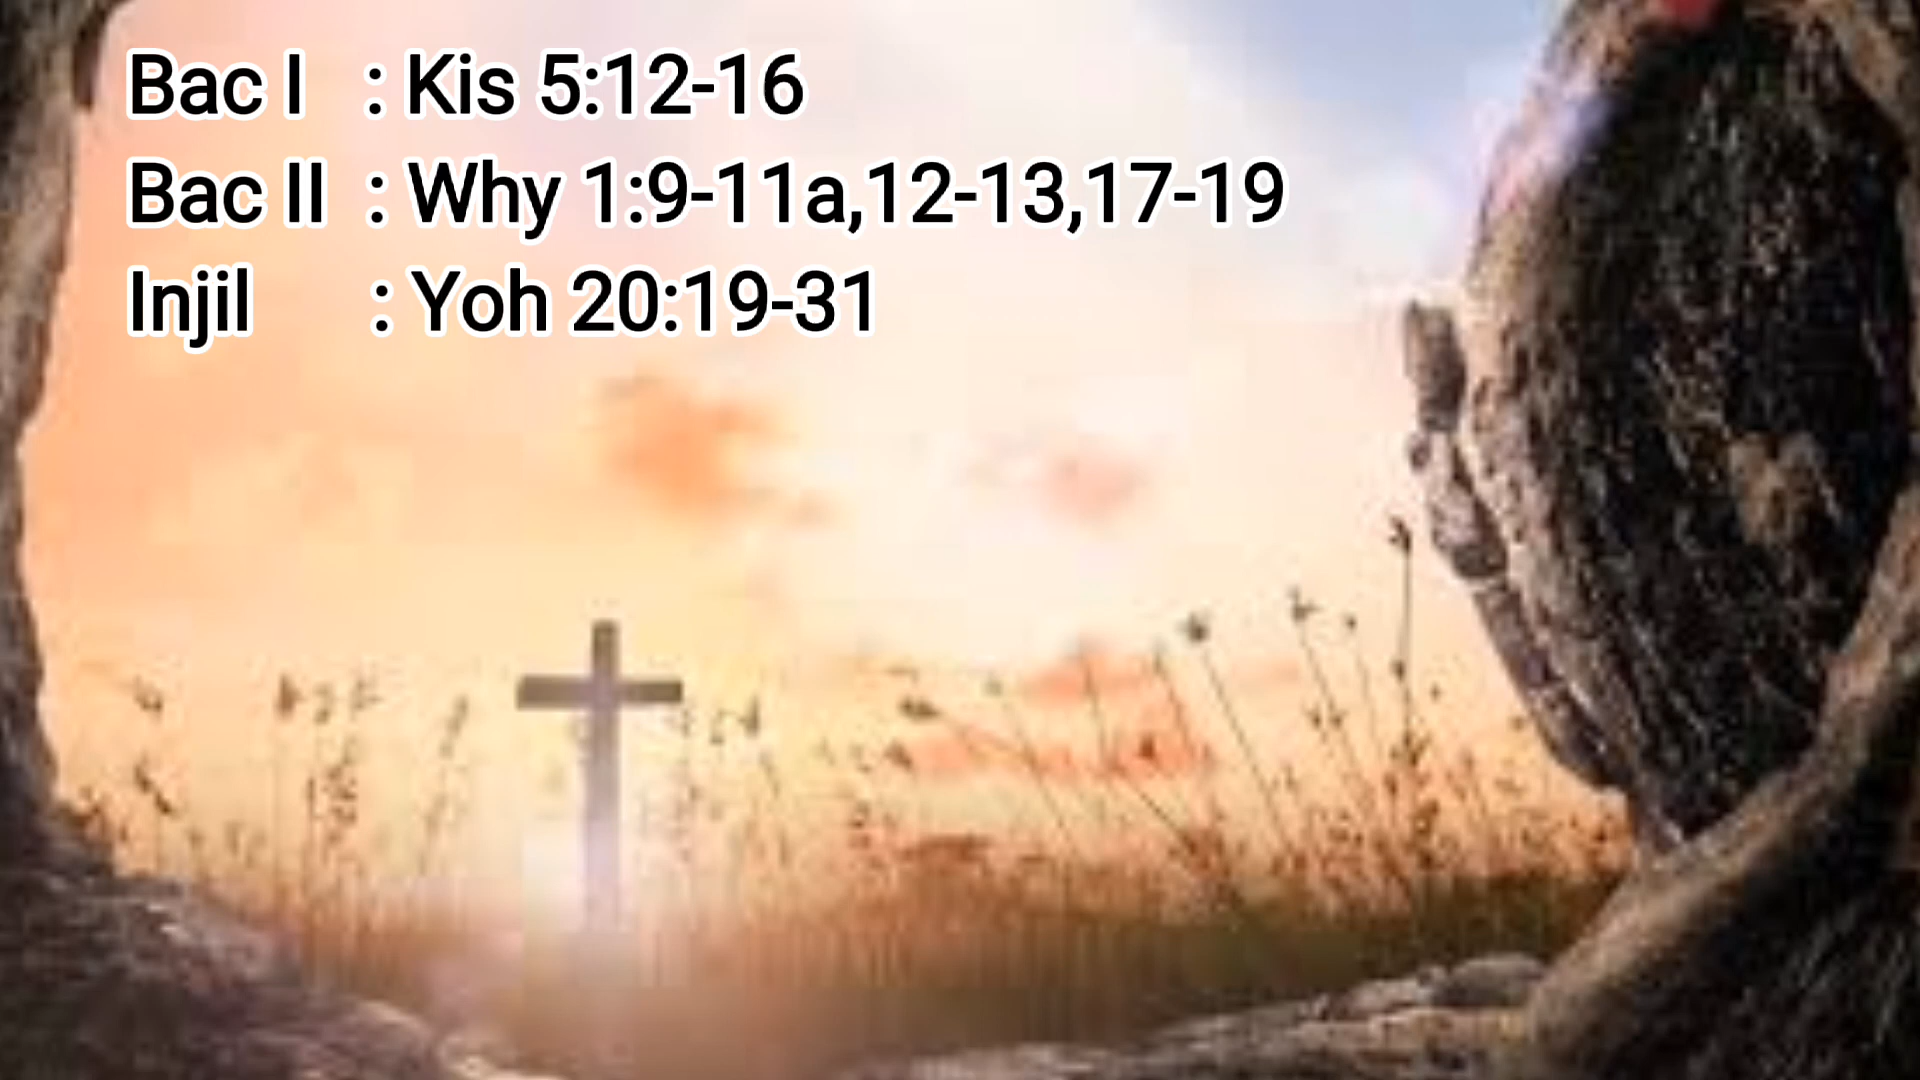 Bac I : Kis 5:12-16
Bac II : Why 1:9-11a,12-13,17-19
Injil : Yoh 20:19-31